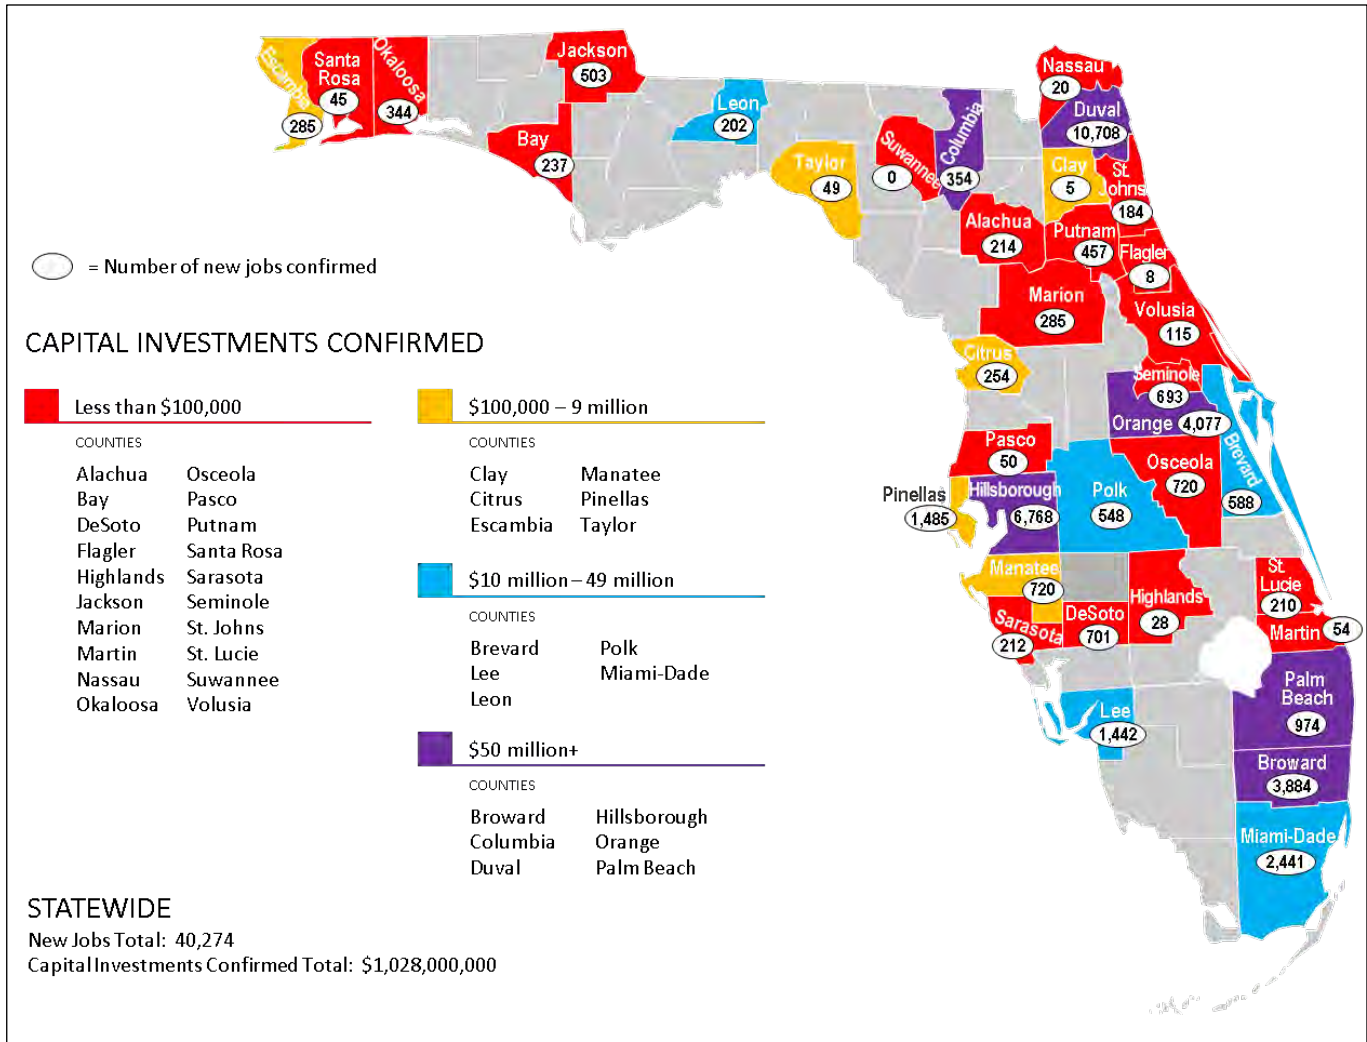 Escambia
285
Santa
Rosa
45
Okaloosa
344
Jackson
503
Bay
237
Leon
202
Taylor
49
Suwannee
0
Columbia
354
Nassau
20
Duval
10,708
Clay
5
St.
Johns
184
Alachua
214
Putnam
457
Flagler
8
Marion
285
Volusia
115
Citrus
254
Seminole
693
Orange
4,077
Brevard
588
Pasco
50
Osceola
720
Pinellas
1,485
Hillsborough
6,768
Polk
548
Manatee
720
Sarasota
212
DeSoto
701
Highlands
28
St.
Lucie
210
Martin
54
Palm
Beach
974
Lee
1,442
Broward
3,884
Miami-Dade
2,441
= Number of new jobs confirmed
CAPITAL INVESTMENTS CONFIRMED
Less than $100,000
COUNTIES
Alachua Osceola
Bay Pasco
DeSoto Putnam
Flagler Santa Rosa
Highlands Sarasota
Jackson Seminole
Marion St. Johns
Martin St. Lucie
Nassau Suwannee
Okaloosa Volusia
$100,000 – 9 million
COUNTIES
Clay Manatee
Citrus Pinellas
Escambia Taylor
$10 million – 49 million
COUNTIES
Brevard Polk
Lee Miami-Dade
Leon
$50 million+
COUNTIES
Broward Hillsborough
Columbia Orange
Duval Palm Beach
STATEWIDE
New Jobs Total: 40,274
Capital Investments Confirmed Total: $1,028,000,000